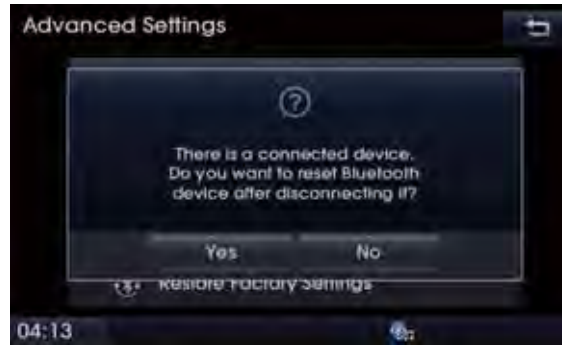 Advanced Settings
There is a connected device.
Do you want to reset Bluetooth
device after disconnecting it?
Yes
No
Restore Factory Settings
04:13